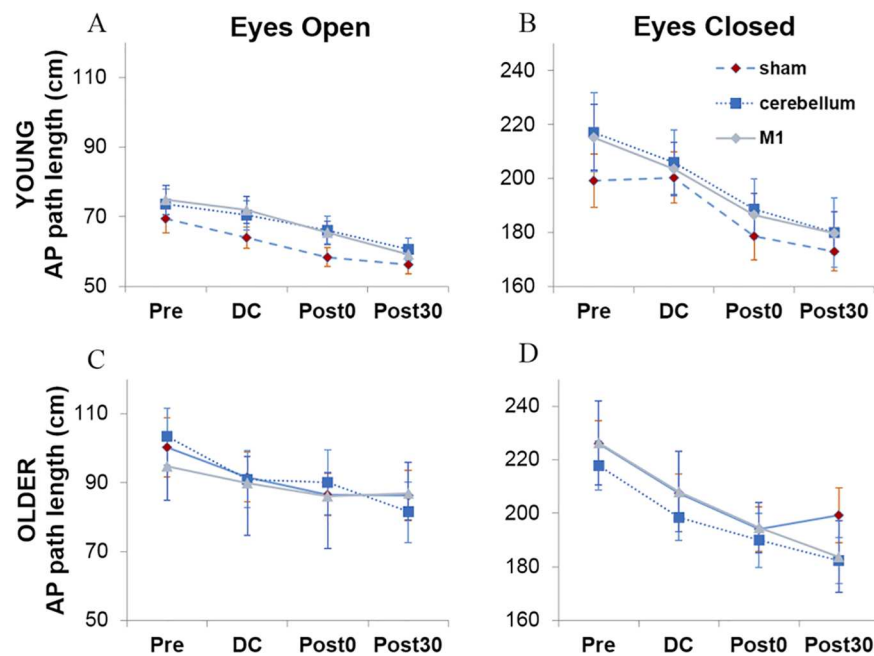 A Eyes Open
B Eyes Closed
YOUNG
AP path length (cm)
110
90
70
50
Pre DC Post0 Post30
240
220
200
180
160
sham
cerebellum
M1
Pre DC Post0 Post30
C
D
OLDER
AP path length (cm)
110
90
70
50
Pre DC Post0 Post30
240
220
200
180
160
Pre DC Post0 Post30